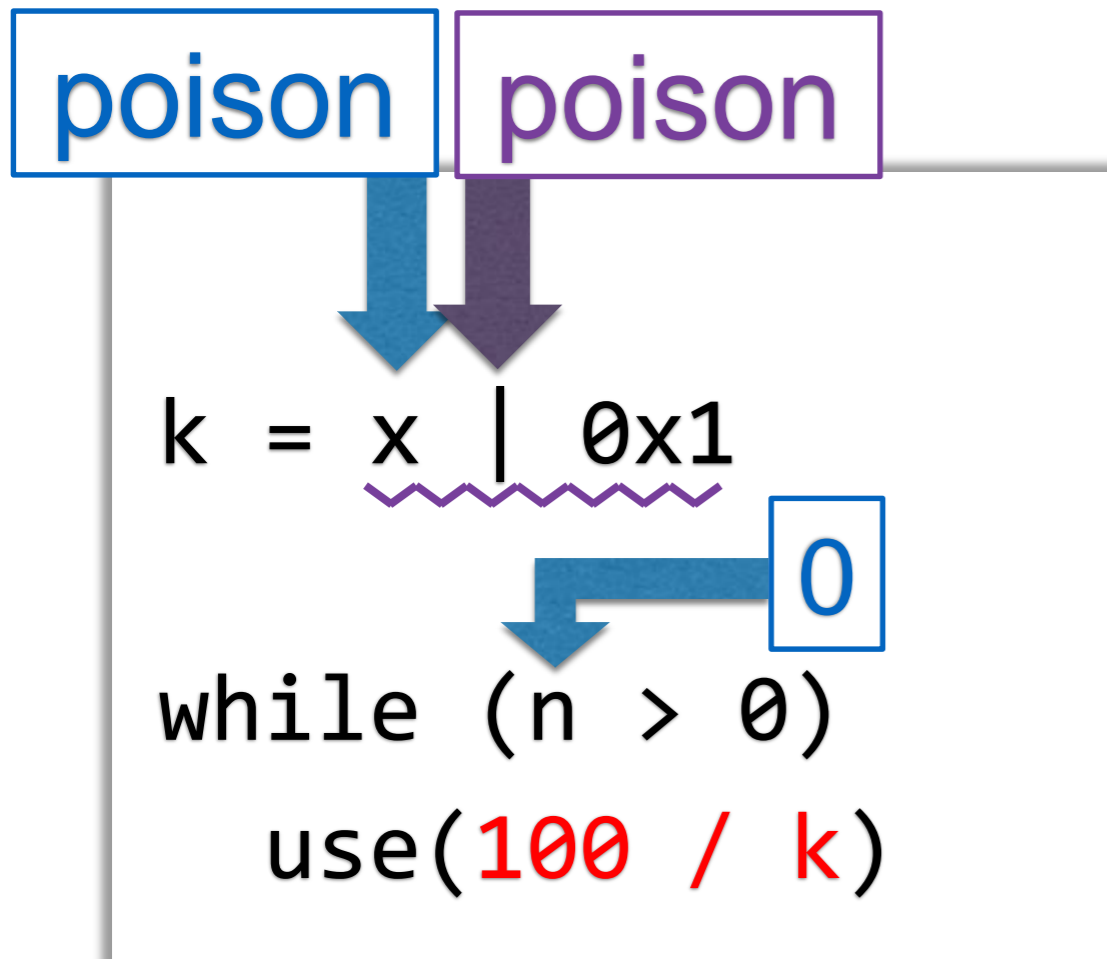 poison poison
k = x | 0x1
0
while (n > 0)
use(100 / k)